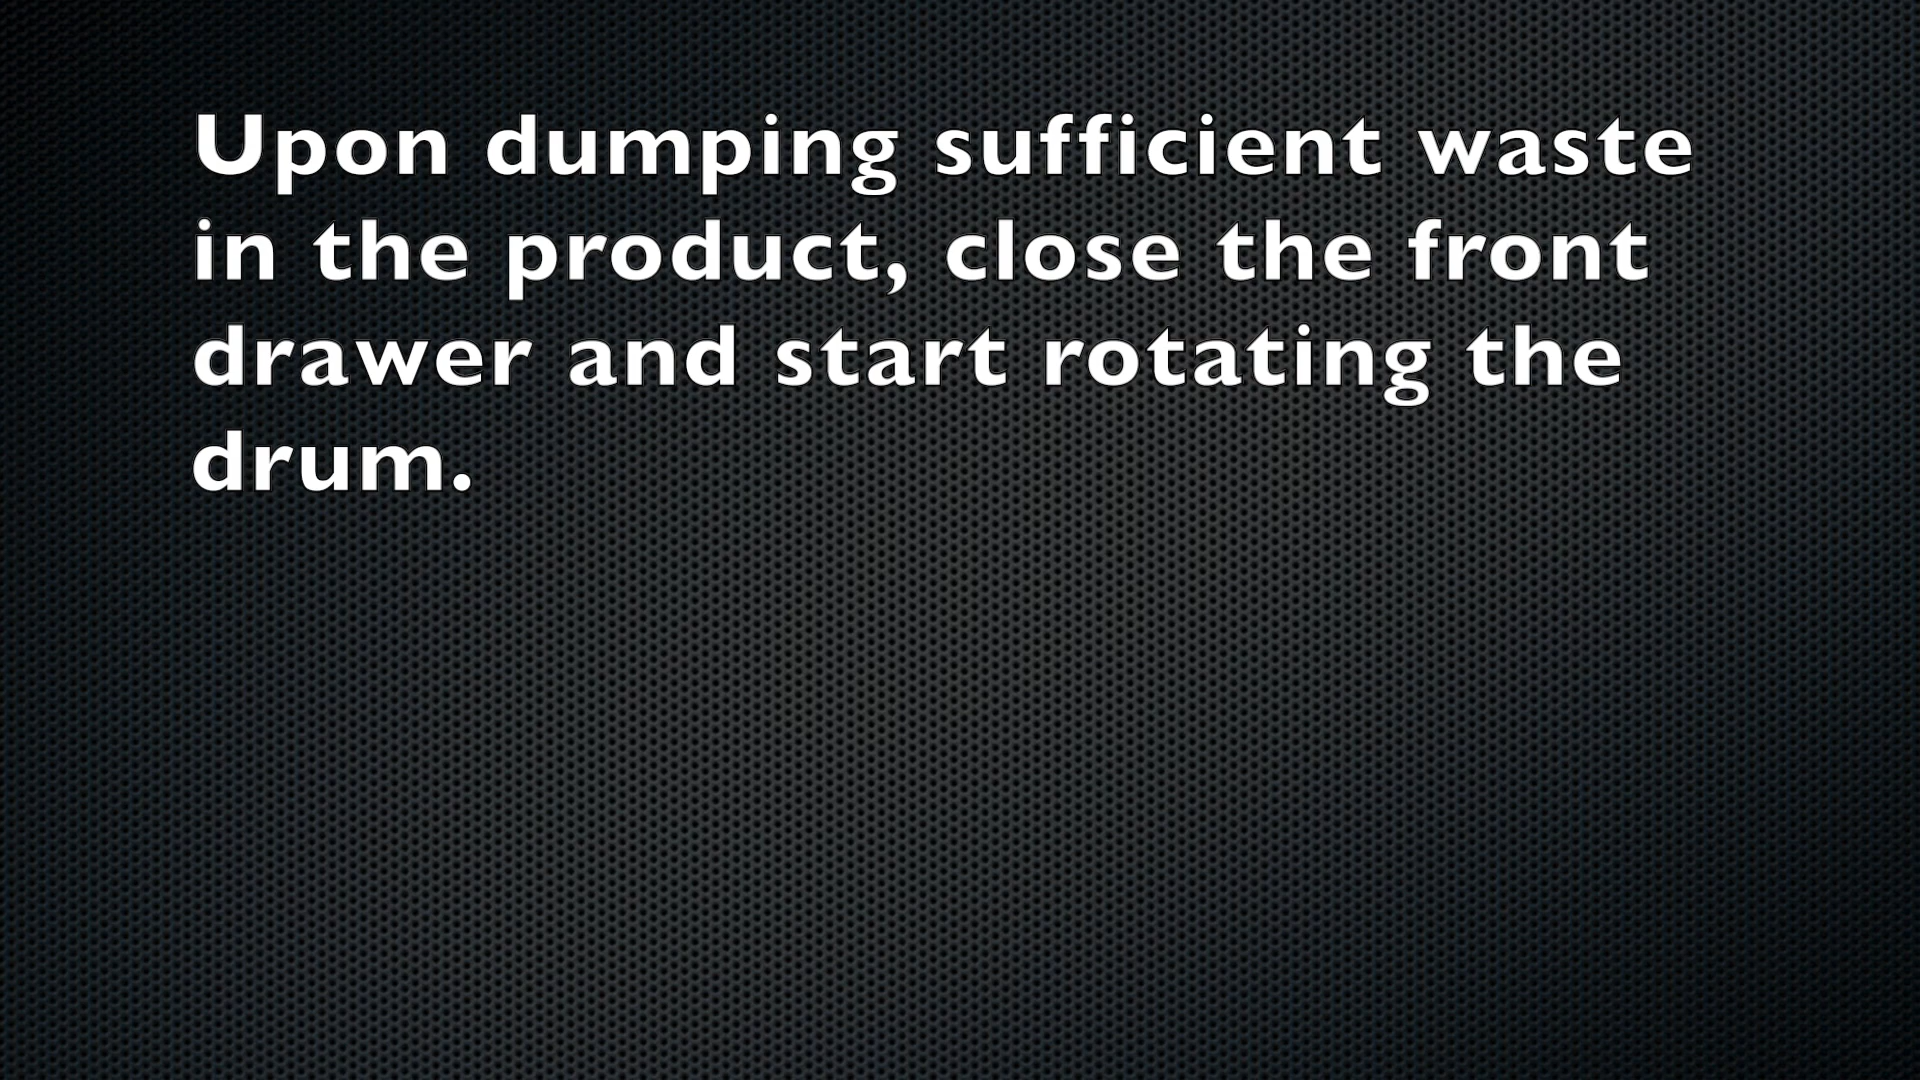 Upon dumping sufficient waste
in the product, close the front
drawer and start rotating the
drum.